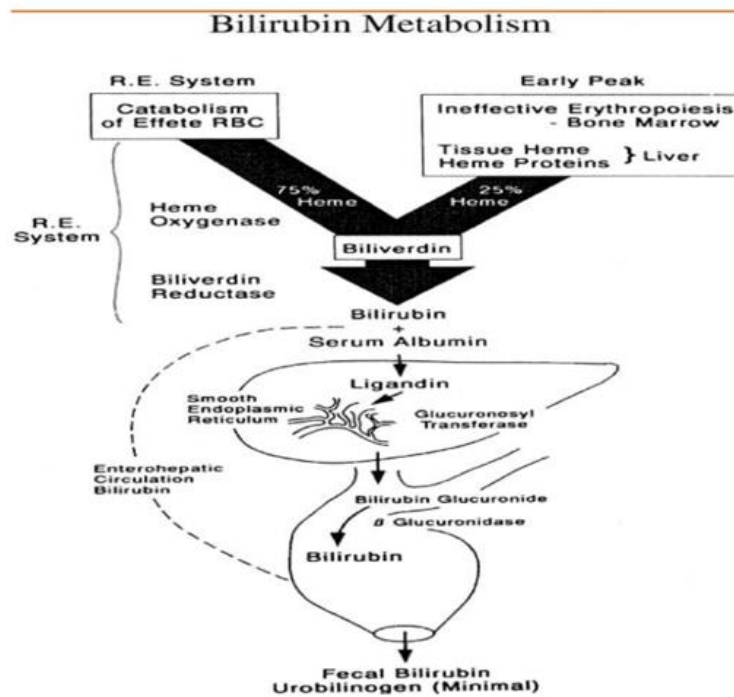 Bilirubin Metabolism
R.E. System
Catabolism
of Effete RBC
Early Peak
Ineffective Erythropoiesis
- Bone Marrow
Tissue Heme
Heme Proteins } Liver
75%
Heme
25%
Heme
R.E.
System
Heme
Oxygenase
Biliverdin
Biliverdin
Reductase
Bilirubin
+
Serum Albumin
Ligandin
Smooth
Endoplasmic
Reticulum
Glucuronosyl
Transferase
Enterohepatic
Circulation
Bilirubin
Bilirubin Glucuronide
β Glucuronidase
Bilirubin
Fecal Bilirubin
Urobilinogen (Minimal)